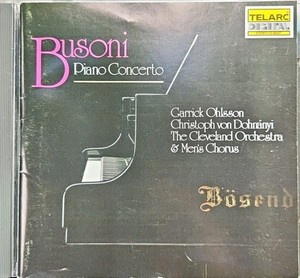 TELARC
DIGITAL
Busoni
Piano Concerto
Garrick Ohlsson
Christoph von Dohnányi
The Cleveland Orchestra
& Men's Chorus
Bösend